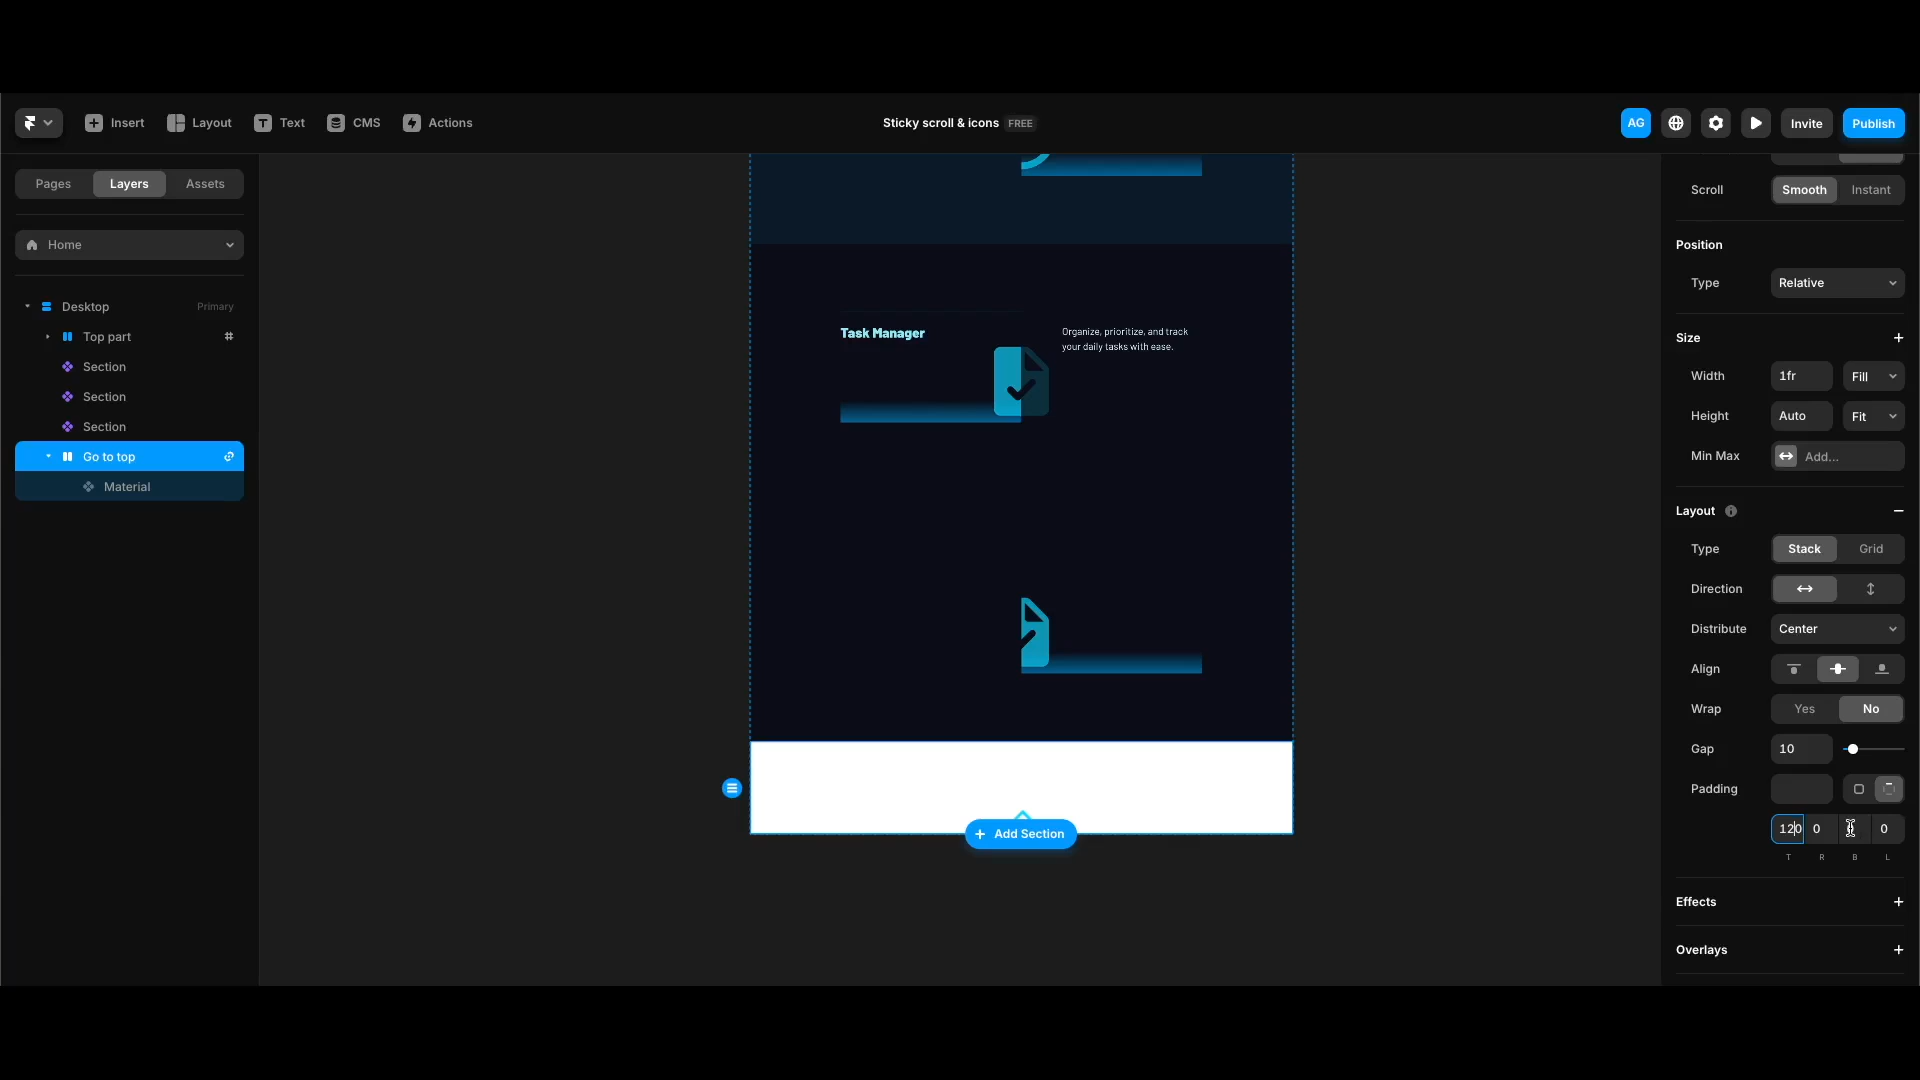 Insert
Layout
Text
CMS
Actions
Sticky scroll & icons FREE
AG
Invite
Publish
Pages
Layers
Assets
Home
Desktop
Primary
Top part
Section
Section
Section
Go to top
Material
Task Manager
Organize, prioritize, and track
your daily tasks with ease.
+ Add Section
Scroll
Smooth
Instant
Position
Type
Relative
Size
Width
1fr
Fill
Height
Auto
Fit
Min Max
Add...
Layout
Type
Stack
Grid
Direction
Distribute
Center
Align
Wrap
Yes
No
Gap
10
Padding
120
0
0
T
R
B
L
Effects
Overlays